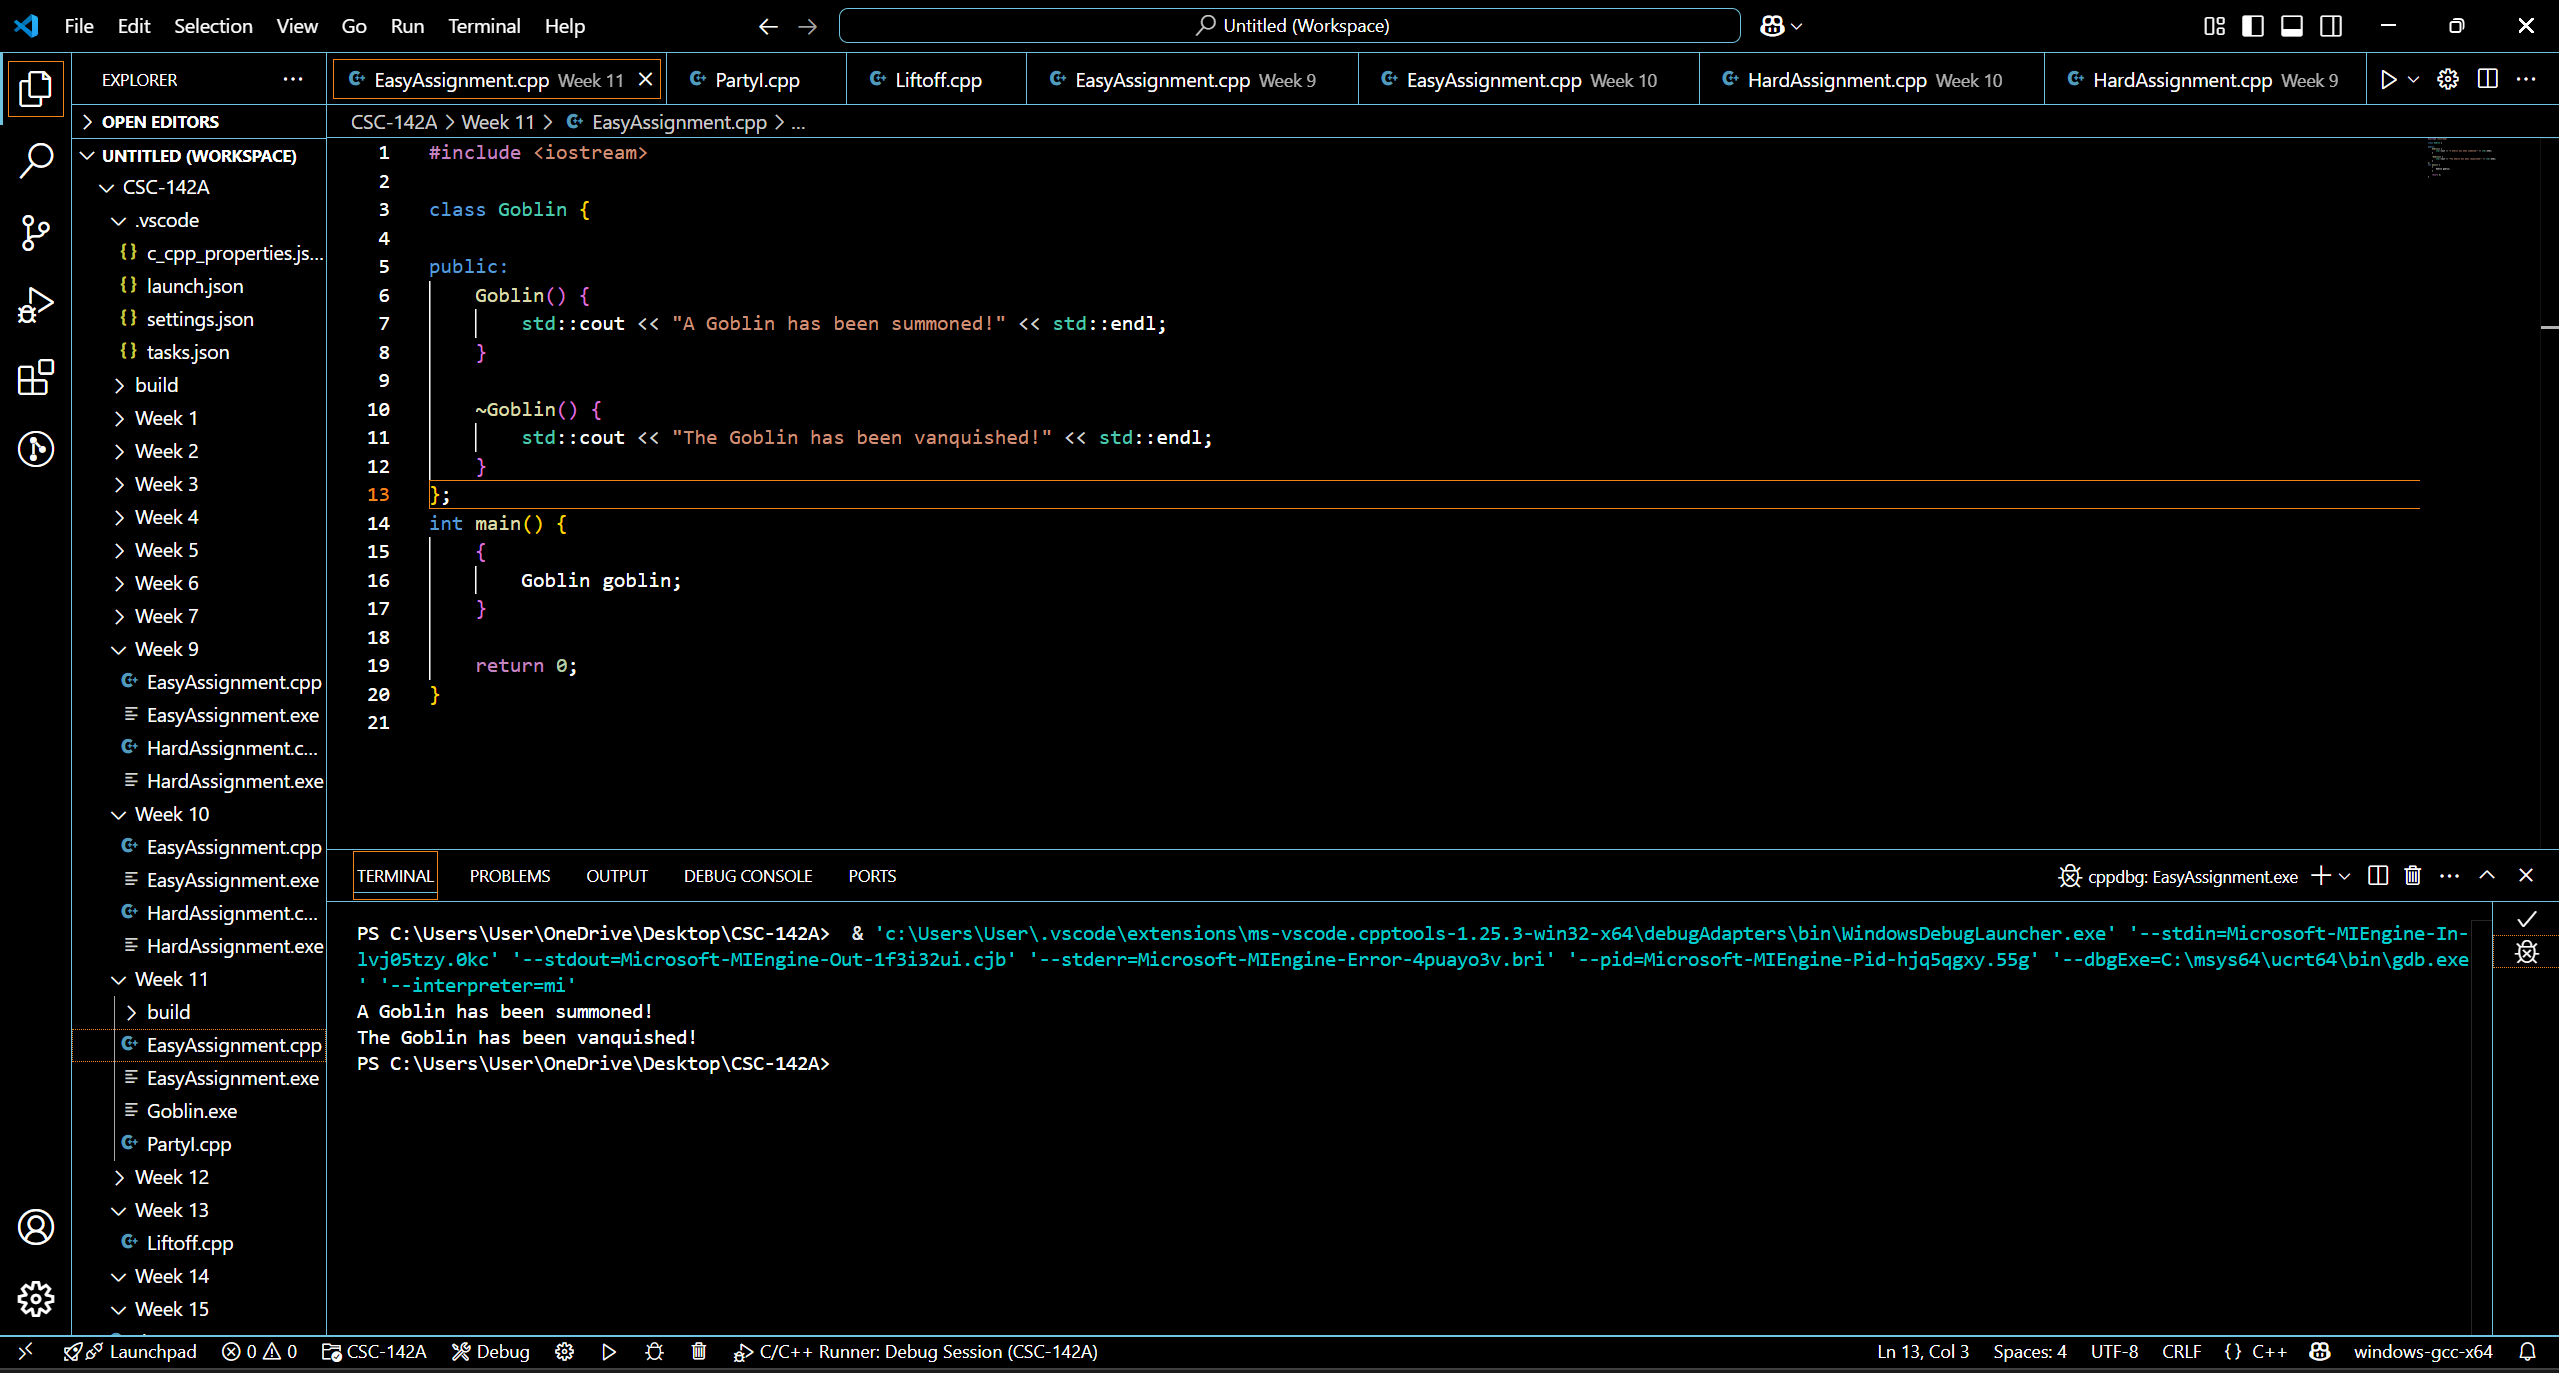 File Edit Selection View Go Run Terminal Help
Untitled (Workspace)
EXPLORER
EasyAssignment.cpp Week 11
PartyI.cpp
Liftoff.cpp
EasyAssignment.cpp Week 9
EasyAssignment.cpp Week 10
HardAssignment.cpp Week 10
HardAssignment.cpp Week 9
OPEN EDITORS
UNTITLED (WORKSPACE)
CSC-142A
.vscode
c_cpp_properties.js...
launch.json
settings.json
tasks.json
build
Week 1
Week 2
Week 3
Week 4
Week 5
Week 6
Week 7
Week 9
EasyAssignment.cpp
EasyAssignment.exe
HardAssignment.c...
HardAssignment.exe
Week 10
EasyAssignment.cpp
EasyAssignment.exe
HardAssignment.c...
HardAssignment.exe
Week 11
build
EasyAssignment.cpp
EasyAssignment.exe
Goblin.exe
PartyI.cpp
Week 12
Week 13
Liftoff.cpp
Week 14
Week 15
CSC-142A > Week 11 > EasyAssignment.cpp > ...
1 #include <iostream>
2
3 class Goblin {
4
5 public:
6     Goblin() {
7         std::cout << "A Goblin has been summoned!" << std::endl;
8     }
9
10     ~Goblin() {
11         std::cout << "The Goblin has been vanquished!" << std::endl;
12     }
13 };
14 int main() {
15     {
16         Goblin goblin;
17     }
18
19     return 0;
20 }
21
TERMINAL PROBLEMS OUTPUT DEBUG CONSOLE PORTS
cppdbg: EasyAssignment.exe
PS C:\Users\User\OneDrive\Desktop\CSC-142A>  & 'c:\Users\User\.vscode\extensions\ms-vscode.cpptools-1.25.3-win32-x64\debugAdapters\bin\WindowsDebugLauncher.exe' '--stdin=Microsoft-MIEngine-In-
lvj05tzy.0kc' '--stdout=Microsoft-MIEngine-Out-1f3i32ui.cjb' '--stderr=Microsoft-MIEngine-Error-4puayo3v.bri' '--pid=Microsoft-MIEngine-Pid-hjq5qgxy.55g' '--dbgExe=C:\msys64\ucrt64\bin\gdb.exe
' '--interpreter=mi'
A Goblin has been summoned!
The Goblin has been vanquished!
PS C:\Users\User\OneDrive\Desktop\CSC-142A>
Launchpad 0 0 CSC-142A Debug C/C++ Runner: Debug Session (CSC-142A)
Ln 13, Col 3 Spaces: 4 UTF-8 CRLF {} C++ windows-gcc-x64